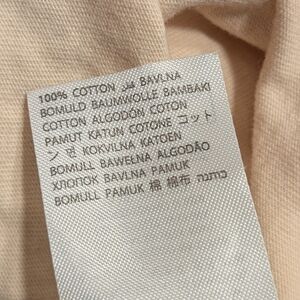 100% COTTON قطن BAVLNA
BOMULD BAUMWOLLE BAMBAKI
COTTON ALGODÓN COTON
PAMUT KATUN COTONE コット
ン 면 KOKVILNA KATOEN
BOMULL BAWEŁNA ALGODÃO
ХЛОПОК BAVLNA PAMUK
BOMULL PAMUK 棉 棉布 כותנה